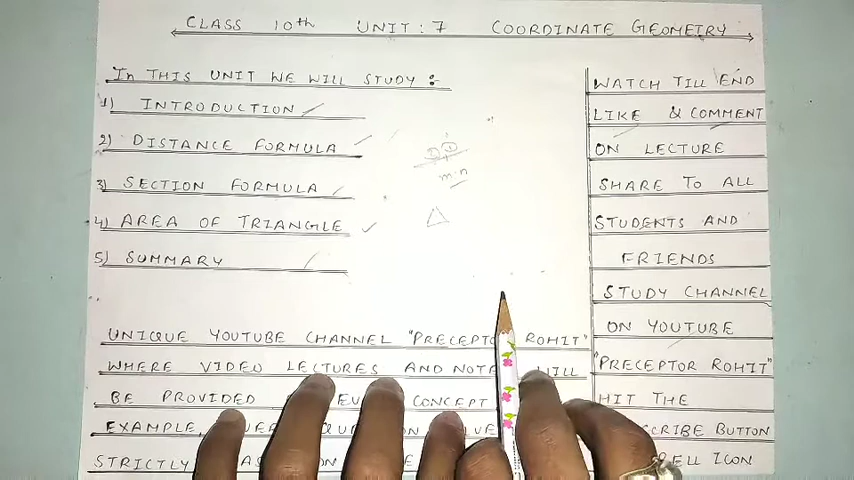 CLASS 10th UNIT : 7 COORDINATE GEOMETRY
In THIS UNIT WE WILL STUDY :
1) INTRODUCTION
2) DISTANCE FORMULA
3) SECTION FORMULA
4) AREA OF TRIANGLE
5) SUMMARY
m:n
UNIQUE YOUTUBE CHANNEL "PRECEPTO ROHIT"
WHERE VIDEO LECTURES AND NOT WILL
BE PROVIDED CONCEPT
EXAMPLE,
STRICTLY
WATCH TILL END
LIKE & COMMENT
ON LECTURE
SHARE TO ALL
STUDENTS AND
FRIENDS
STUDY CHANNEL
ON YOUTUBE
"PRECEPTOR ROHIT"
HIT THE
SCRIBE BUTTON
BELL ICON